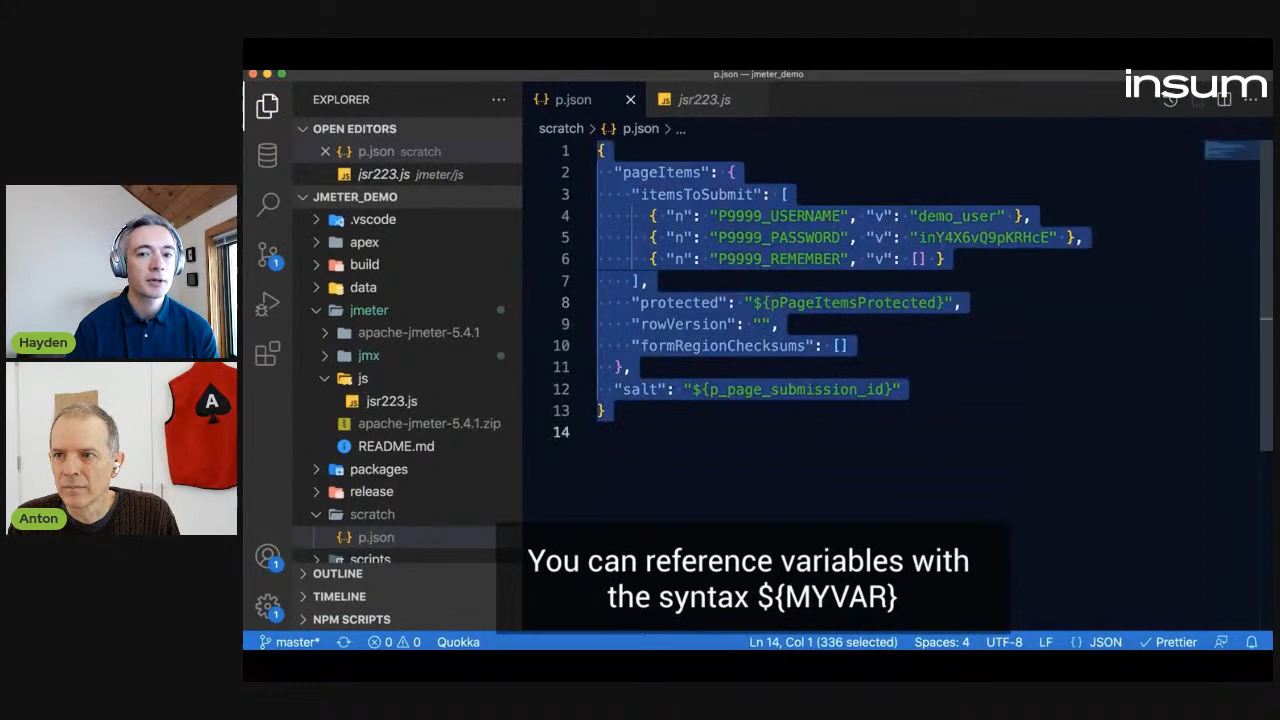 insum
p.json — jmeter_demo
EXPLORER
OPEN EDITORS
p.json scratch
jsr223.js jmeter/js
JMETER_DEMO
.vscode
apex
build
data
jmeter
apache-jmeter-5.4.1
jmx
js
jsr223.js
apache-jmeter-5.4.1.zip
README.md
packages
release
scratch
p.json
scripts
OUTLINE
TIMELINE
NPM SCRIPTS
p.json
jsr223.js
scratch > p.json > ...
1 {
2 "pageItems": {
3 "itemsToSubmit": [
4 { "n": "P9999_USERNAME", "v": "demo_user" },
5 { "n": "P9999_PASSWORD", "v": "inY4X6vQ9pKRHcE" },
6 { "n": "P9999_REMEMBER", "v": [] }
7 ],
8 "protected": "${pPageItemsProtected}",
9 "rowVersion": "",
10 "formRegionChecksums": []
11 },
12 "salt": "${p_page_submission_id}"
13 }
14
Hayden
A
Anton
You can reference variables with
the syntax ${MYVAR}
1
1
1
master* 0 0 Quokka Ln 14, Col 1 (336 selected) Spaces: 4 UTF-8 LF {} JSON Prettier